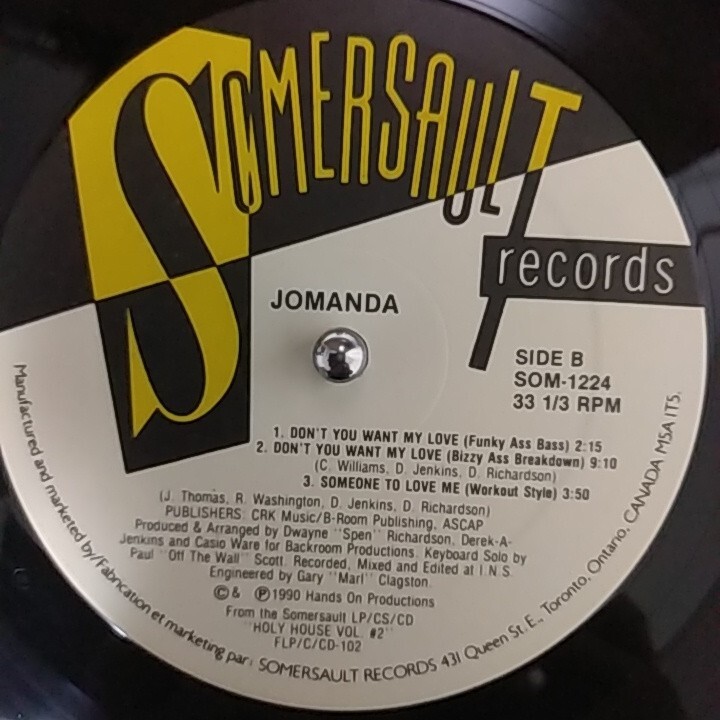 SOMERSAULT
records
JOMANDA
SIDE B
SOM-1224
33 1/3 RPM
1. DON'T YOU WANT MY LOVE (Funky Ass Bass) 2:15
2. DON'T YOU WANT MY LOVE (Bizzy Ass Breakdown) 9:10
(C. Williams, D. Jenkins, D. Richardson)
3. SOMEONE TO LOVE ME (Workout Style) 3:50
(J. Thomas, R. Washington, D. Jenkins, D. Richardson)
PUBLISHERS: CRK Music/B-Room Publishing, ASCAP
Produced & Arranged by Dwayne "Spen" Richardson, Derek-A-
Jenkins and Casio Ware for Backroom Productions. Keyboard Solo by
Paul "Off The Wall" Scott. Recorded, Mixed and Edited at I.N.S.
Engineered by Gary "Marl" Clagston.
©& ℗1990 Hands On Productions
From the Somersault LP/CS/CD
"HOLY HOUSE VOL. #2"
FLP/C/CD-102
Manufactured and marketed by/Fabrication et marketing par: SOMERSAULT RECORDS 431 Queen St. E., Toronto, Ontario, CANADA M5A 1T5.